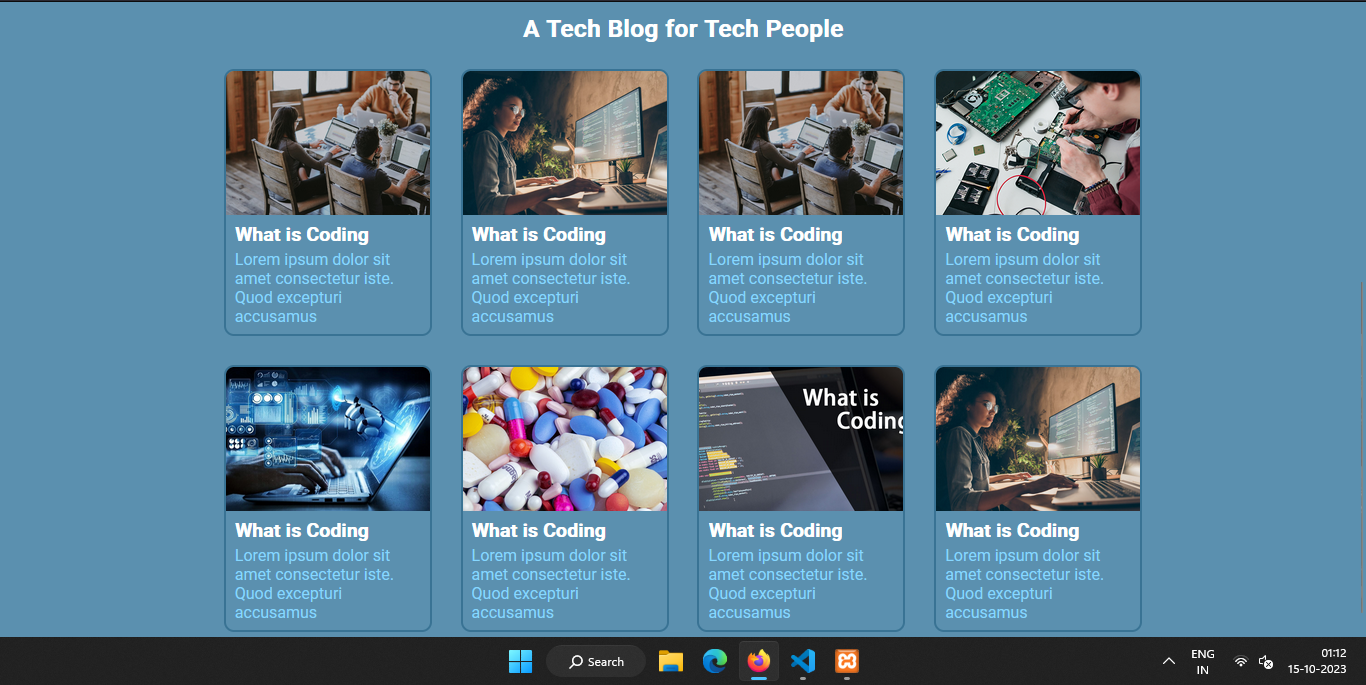 A Tech Blog for Tech People
What is Coding
Lorem ipsum dolor sit
amet consectetur iste.
Quod excepturi
accusamus
What is Coding
Lorem ipsum dolor sit
amet consectetur iste.
Quod excepturi
accusamus
What is Coding
Lorem ipsum dolor sit
amet consectetur iste.
Quod excepturi
accusamus
What is Coding
Lorem ipsum dolor sit
amet consectetur iste.
Quod excepturi
accusamus
What is
Coding
What is Coding
Lorem ipsum dolor sit
amet consectetur iste.
Quod excepturi
accusamus
What is Coding
Lorem ipsum dolor sit
amet consectetur iste.
Quod excepturi
accusamus
What is Coding
Lorem ipsum dolor sit
amet consectetur iste.
Quod excepturi
accusamus
What is Coding
Lorem ipsum dolor sit
amet consectetur iste.
Quod excepturi
accusamus
Search
ENG
IN
01:12
15-10-2023